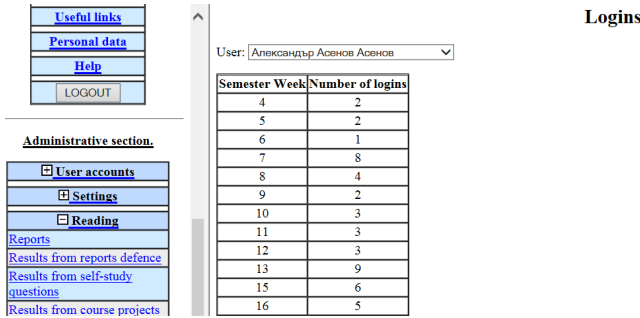 Useful links
Personal data
Help
LOGOUT
Administrative section.
User accounts
Settings
Reading
Reports
Results from reports defence
Results from self-study
questions
Results from course projects
Logins
User: Александър Асенов Асенов
Semester Week Number of logins
4 2
5 2
6 1
7 8
8 4
9 2
10 3
11 3
12 3
13 9
15 6
16 5